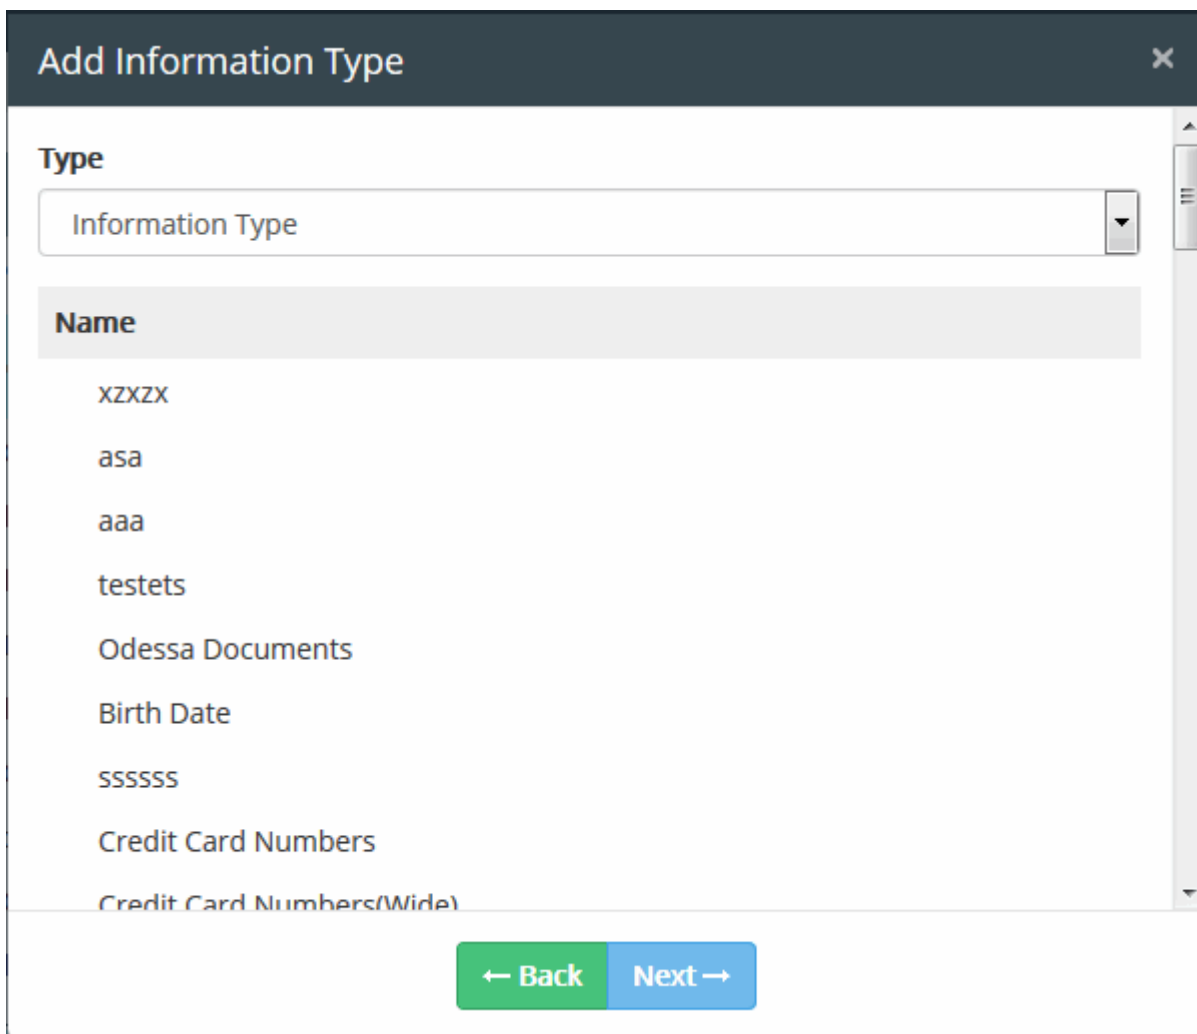 Add Information Type ×
Type
Information Type
Name
xzxzx
asa
aaa
testets
Odessa Documents
Birth Date
ssssss
Credit Card Numbers
Credit Card Numbers(Wide)
← Back Next →